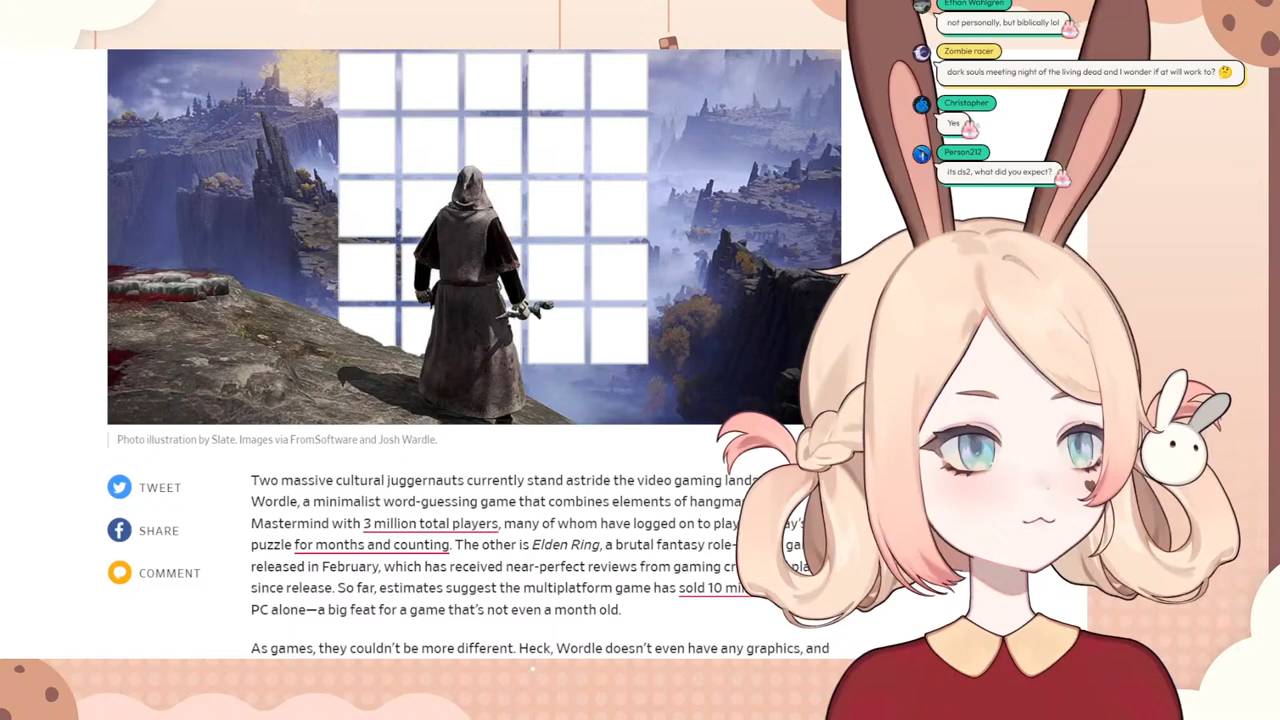 Ethan Wahlgren
not personally, but biblically lol
Zombie racer
dark souls meeting night of the living dead and I wonder if at will work to? 🤔
Christopher
Yes
Person212
its ds2, what did you expect?
Photo illustration by Slate. Images via FromSoftware and Josh Wardle.
TWEET
SHARE
COMMENT
Two massive cultural juggernauts currently stand astride the video gaming
Wordle, a minimalist word-guessing game that combines elements of
Mastermind with 3 million total players, many of whom have logged on to play
puzzle for months and counting. The other is Elden Ring, a brutal fantasy
released in February, which has received near-perfect reviews from gaming
since release. So far, estimates suggest the multiplatform game has sold 10
PC alone—a big feat for a game that's not even a month old.
As games, they couldn't be more different. Heck, Wordle doesn't even have any graphics, and